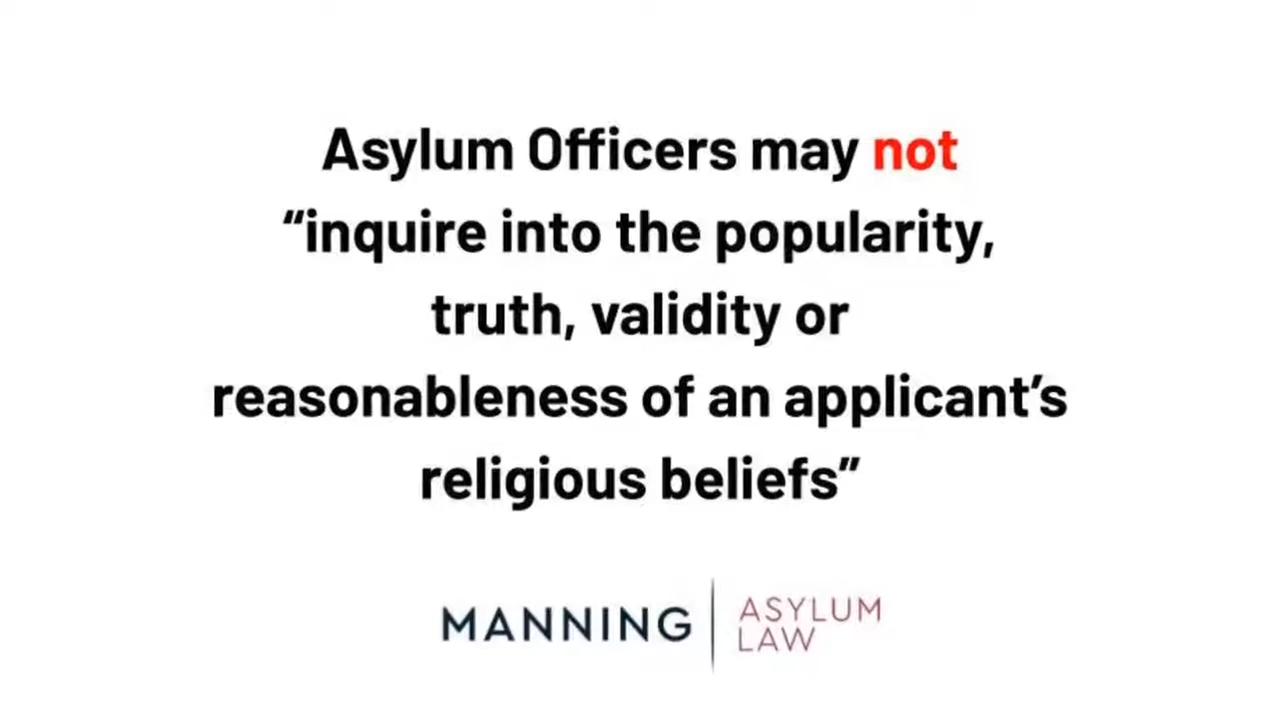 Asylum Officers may not
“inquire into the popularity,
truth, validity or
reasonableness of an applicant’s
religious beliefs”
MANNING
ASYLUM
LAW